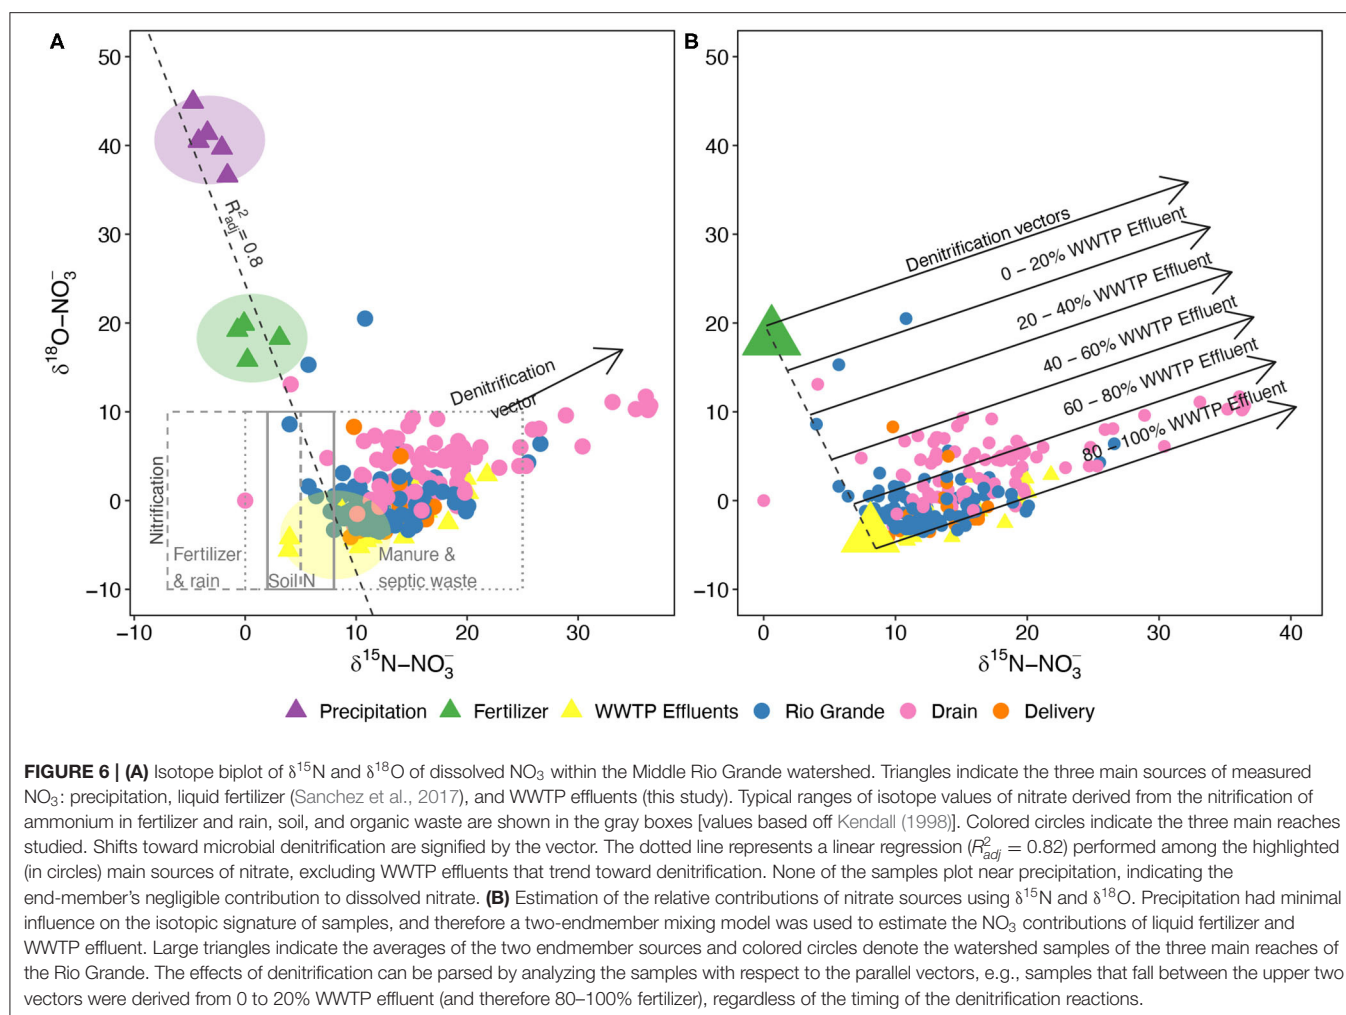 A
B
50
40
30
20
10
0
−10
δ18O−NO3−
R2adj = 0.8
Denitrification
vector
Nitrification
Fertilizer
& rain
Soil N
Manure &
septic waste
−10
0
10
20
30
δ15N−NO3−
50
40
30
20
10
0
−10
Denitrification vectors
0 − 20% WWTP Effluent
20 − 40% WWTP Effluent
40 − 60% WWTP Effluent
60 − 80% WWTP Effluent
80 − 100% WWTP Effluent
0
10
20
30
40
δ15N−NO3−
Precipitation
Fertilizer
WWTP Effluents
Rio Grande
Drain
Delivery
FIGURE 6 | (A) Isotope biplot of δ15N and δ18O of dissolved NO3 within the Middle Rio Grande watershed. Triangles indicate the three main sources of measured
NO3: precipitation, liquid fertilizer (Sanchez et al., 2017), and WWTP effluents (this study). Typical ranges of isotope values of nitrate derived from the nitrification of
ammonium in fertilizer and rain, soil, and organic waste are shown in the gray boxes [values based off Kendall (1998)]. Colored circles indicate the three main reaches
studied. Shifts toward microbial denitrification are signified by the vector. The dotted line represents a linear regression (R2adj = 0.82) performed among the highlighted
(in circles) main sources of nitrate, excluding WWTP effluents that trend toward denitrification. None of the samples plot near precipitation, indicating the
end-member's negligible contribution to dissolved nitrate. (B) Estimation of the relative contributions of nitrate sources using δ15N and δ18O. Precipitation had minimal
influence on the isotopic signature of samples, and therefore a two-endmember mixing model was used to estimate the NO3 contributions of liquid fertilizer and
WWTP effluent. Large triangles indicate the averages of the two endmember sources and colored circles denote the watershed samples of the three main reaches of
the Rio Grande. The effects of denitrification can be parsed by analyzing the samples with respect to the parallel vectors, e.g., samples that fall between the upper two
vectors were derived from 0 to 20% WWTP effluent (and therefore 80–100% fertilizer), regardless of the timing of the denitrification reactions.